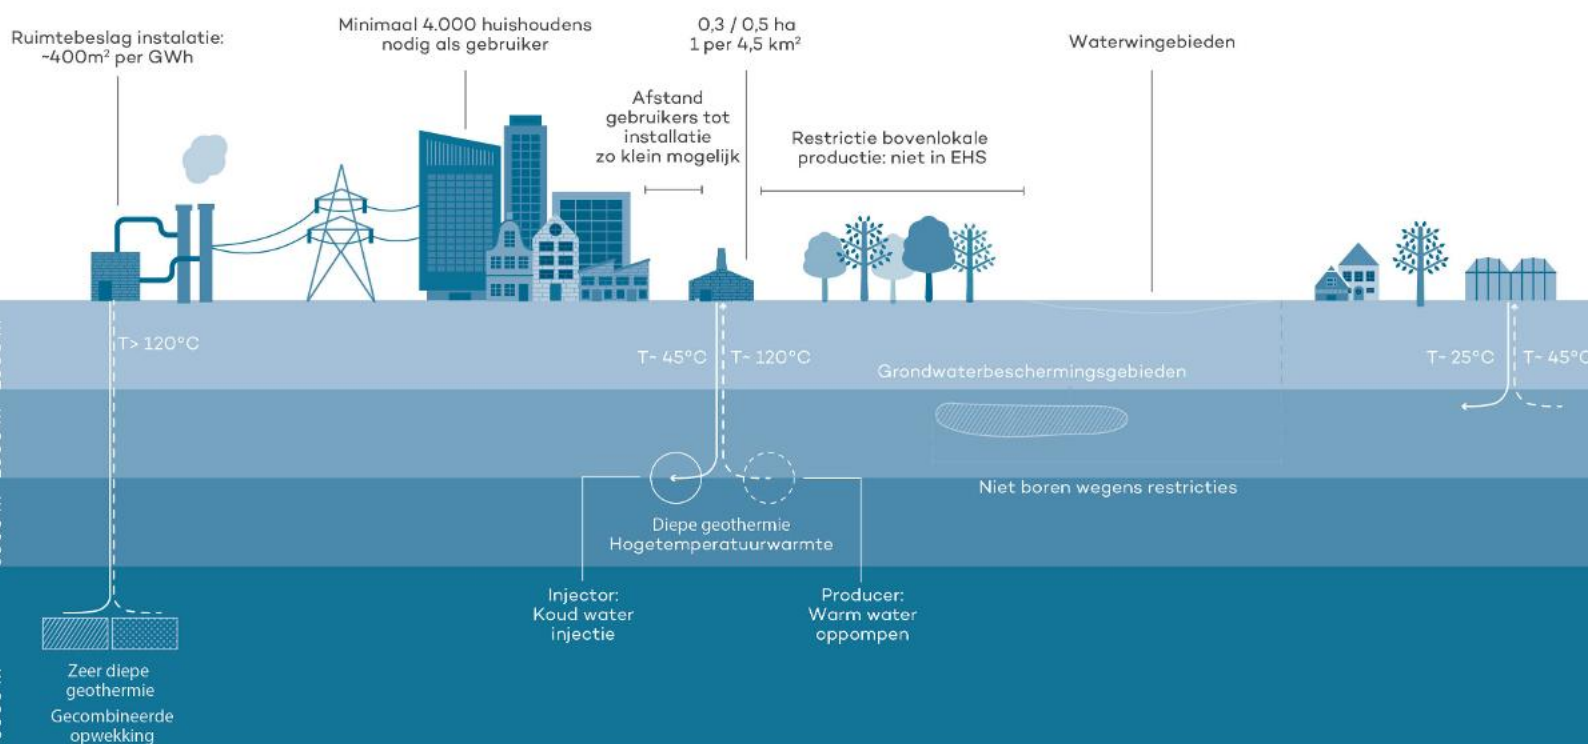 Ruimtebeslag instalatie:
~400m² per GWh
Minimaal 4.000 huishoudens
nodig als gebruiker
0,3 / 0,5 ha
1 per 4,5 km²
Waterwingebieden
Afstand
gebruikers tot
installatie
zo klein mogelijk
Restrictie bovenlokale
productie: niet in EHS
T> 120°C
T~ 45°C
T~ 120°C
Grondwaterbeschermingsgebieden
T~ 25°C
T~ 45°C
Niet boren wegens restricties
Diepe geothermie
Hogetemperatuurwarmte
Injector:
Koud water
injectie
Producer:
Warm water
oppompen
Zeer diepe
geothermie
Gecombineerde
opwekking